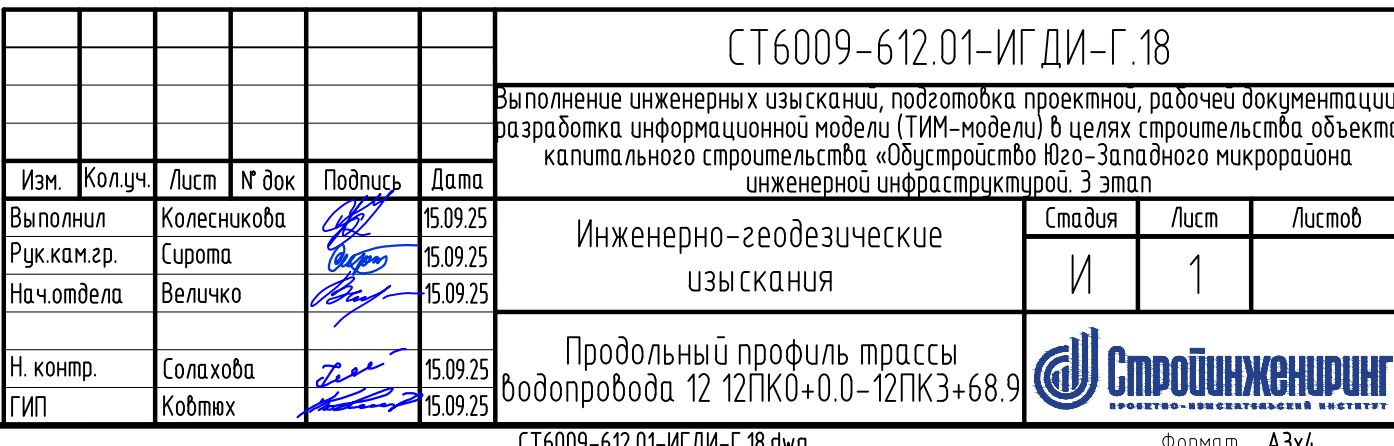 СТ6009-612.01-ИГДИ-Г.18
Выполнение инженерных изысканий, подготовка проектной, рабочей документации
разработка информационной модели (ТИМ-модели) в целях строительства объекта
капитального строительства «Обустройство Юго-Западного микрорайона
инженерной инфраструктурой. 3 этап
Изм. Кол.уч. Лист № док Подпись Дата
Выполнил Колесникова 15.09.25
Рук.кам.гр. Сирота 15.09.25
Нач.отдела Величко 15.09.25
Н. контр. Солахова 15.09.25
ГИП Ковтюх 15.09.25
Инженерно-геодезические
изыскания
Стадия Лист Листов
И 1
Продольный профиль трассы
водопровода 12 12ПК0+0.0-12ПК3+68.9
Стройинжениринг
ПРОЕКТНО-ИЗЫСКАТЕЛЬСКИЙ ИНСТИТУТ
СТ6009-612.01-ИГДИ-Г.18.dwg
Формат А3х4